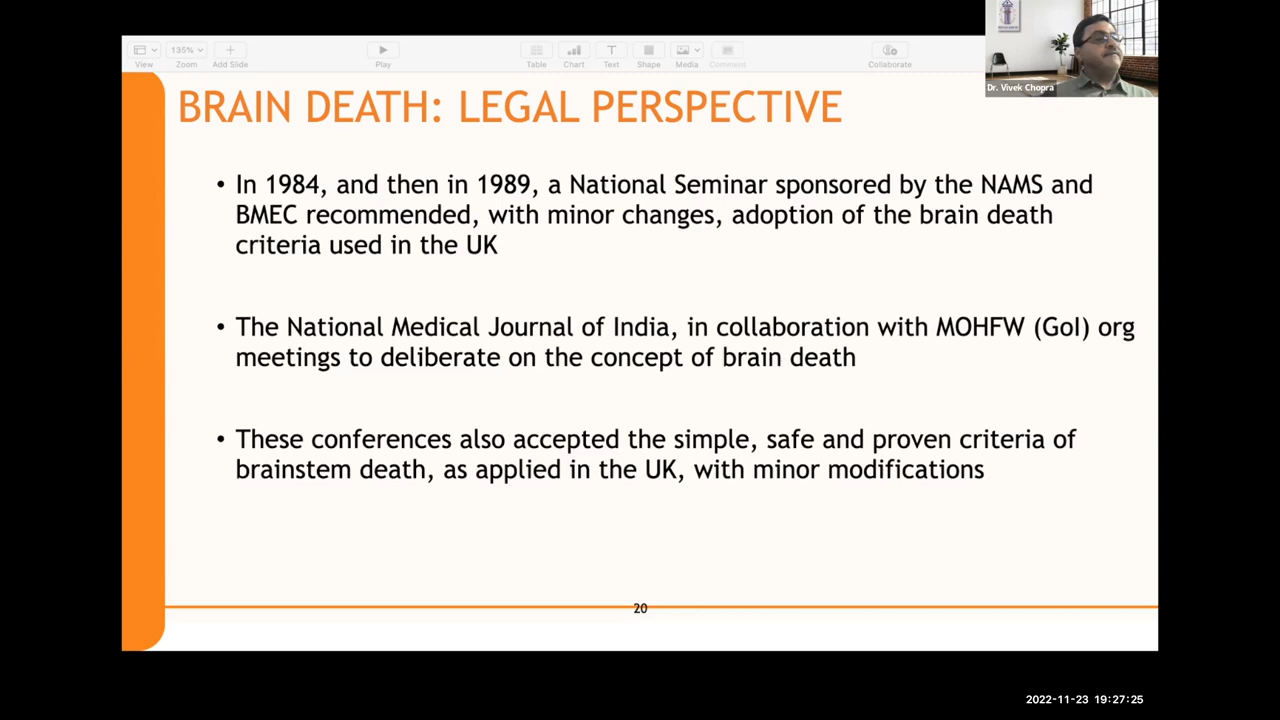 View
135%
Zoom
Add Slide
Play
Table
Chart
Text
Shape
Media
Comment
Collaborate
Dr. Vivek Chopra
BRAIN DEATH: LEGAL PERSPECTIVE
• In 1984, and then in 1989, a National Seminar sponsored by the NAMS and
BMEC recommended, with minor changes, adoption of the brain death
criteria used in the UK
• The National Medical Journal of India, in collaboration with MOHFW (GoI) org
meetings to deliberate on the concept of brain death
• These conferences also accepted the simple, safe and proven criteria of
brainstem death, as applied in the UK, with minor modifications
20
2022-11-23 19:27:25